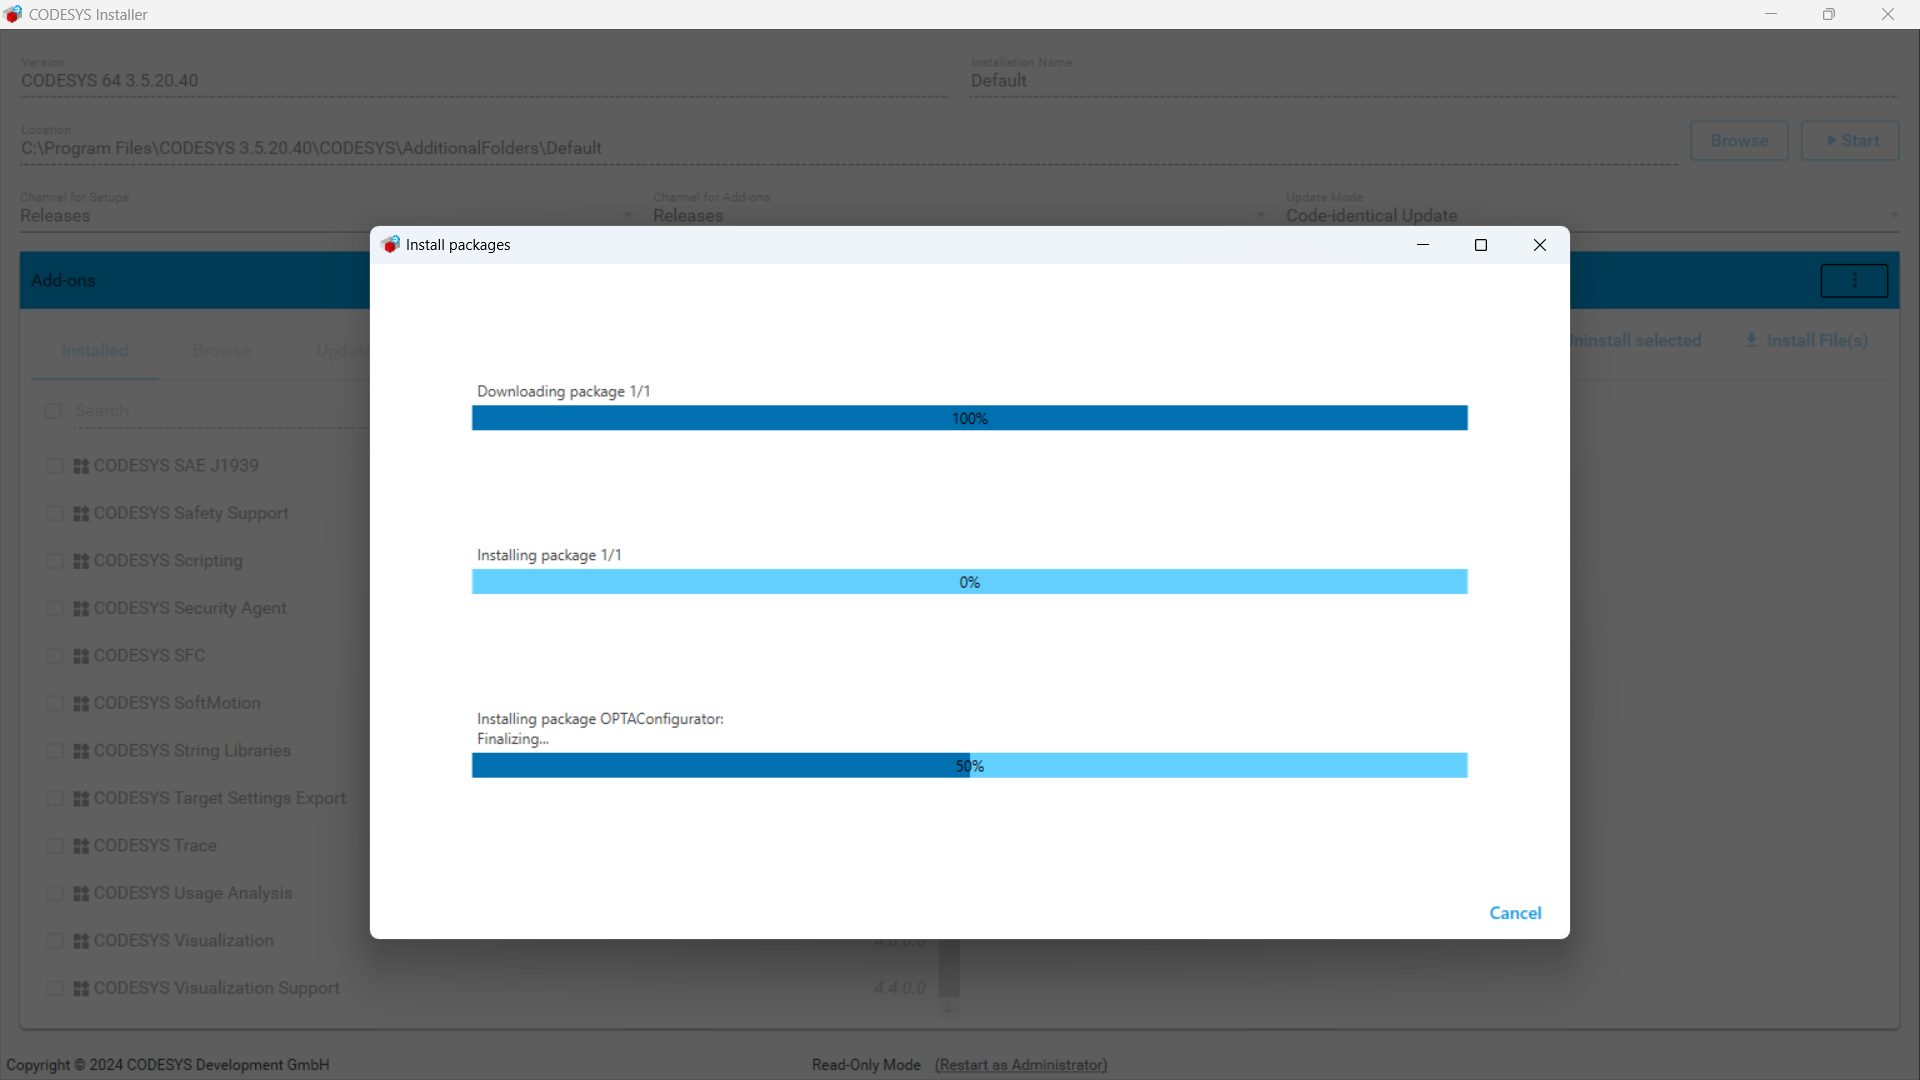 CODESYS Installer
Version
CODESYS 64 3.5.20.40
Installation Name
Default
Location
C:\Program Files\CODESYS 3.5.20.40\CODESYS\AdditionalFolders\Default
Browse
Start
Channel for Setups
Releases
Channel for Add-ons
Releases
Update Mode
Code-identical Update
Install packages
Add-ons
Installed
Browse
Uninstall selected
Install File(s)
Search
Downloading package 1/1
100%
CODESYS SAE J1939
CODESYS Safety Support
CODESYS Scripting
CODESYS Security Agent
CODESYS SFC
CODESYS SoftMotion
CODESYS String Libraries
CODESYS Target Settings Export
CODESYS Trace
CODESYS Usage Analysis
CODESYS Visualization
CODESYS Visualization Support
4.4.0.0
Installing package 1/1
0%
Installing package OPTAConfigurator:
Finalizing...
50%
Cancel
Copyright © 2024 CODESYS Development GmbH
Read-Only Mode (Restart as Administrator)